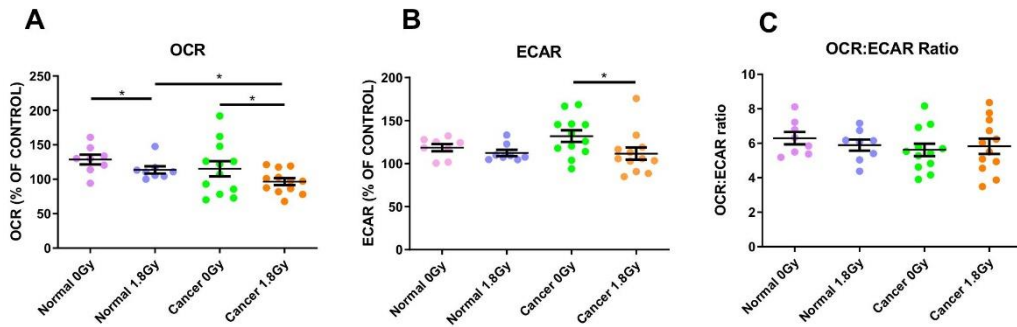 A
OCR
OCR (% OF CONTROL)
250
200
150
100
50
0
*
*
*
Normal 0Gy
Normal 1.8Gy
Cancer 0Gy
Cancer 1.8Gy
B
ECAR
ECAR (% OF CONTROL)
200
150
100
50
0
*
Normal 0Gy
Normal 1.8Gy
Cancer 0Gy
Cancer 1.8Gy
C
OCR:ECAR Ratio
OCR:ECAR ratio
10
8
6
4
2
0
Normal 0Gy
Normal 1.8Gy
Cancer 0Gy
Cancer 1.8Gy